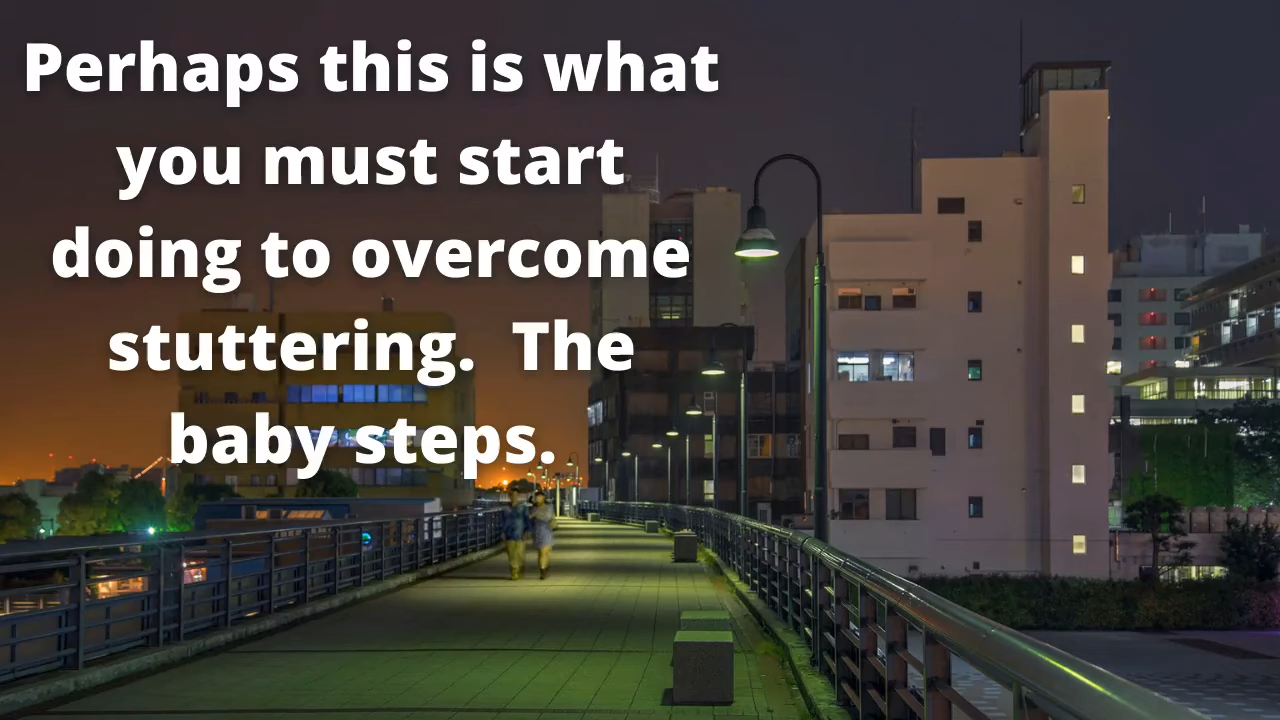 Perhaps this is what
you must start
doing to overcome
stuttering.  The
baby steps.